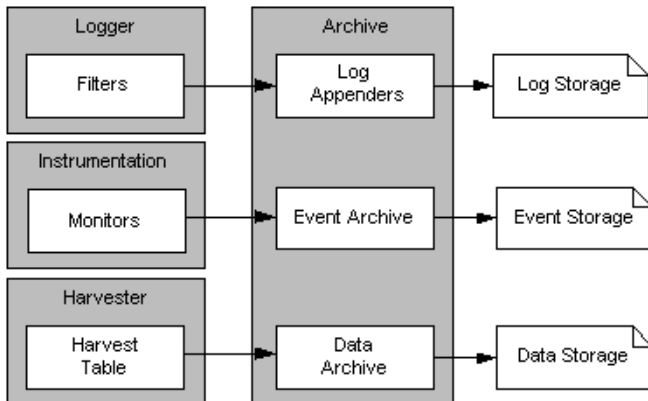 Logger
Archive
Filters
Log
Appenders
Log Storage
Instrumentation
Monitors
Event Archive
Event Storage
Harvester
Harvest
Table
Data
Archive
Data Storage